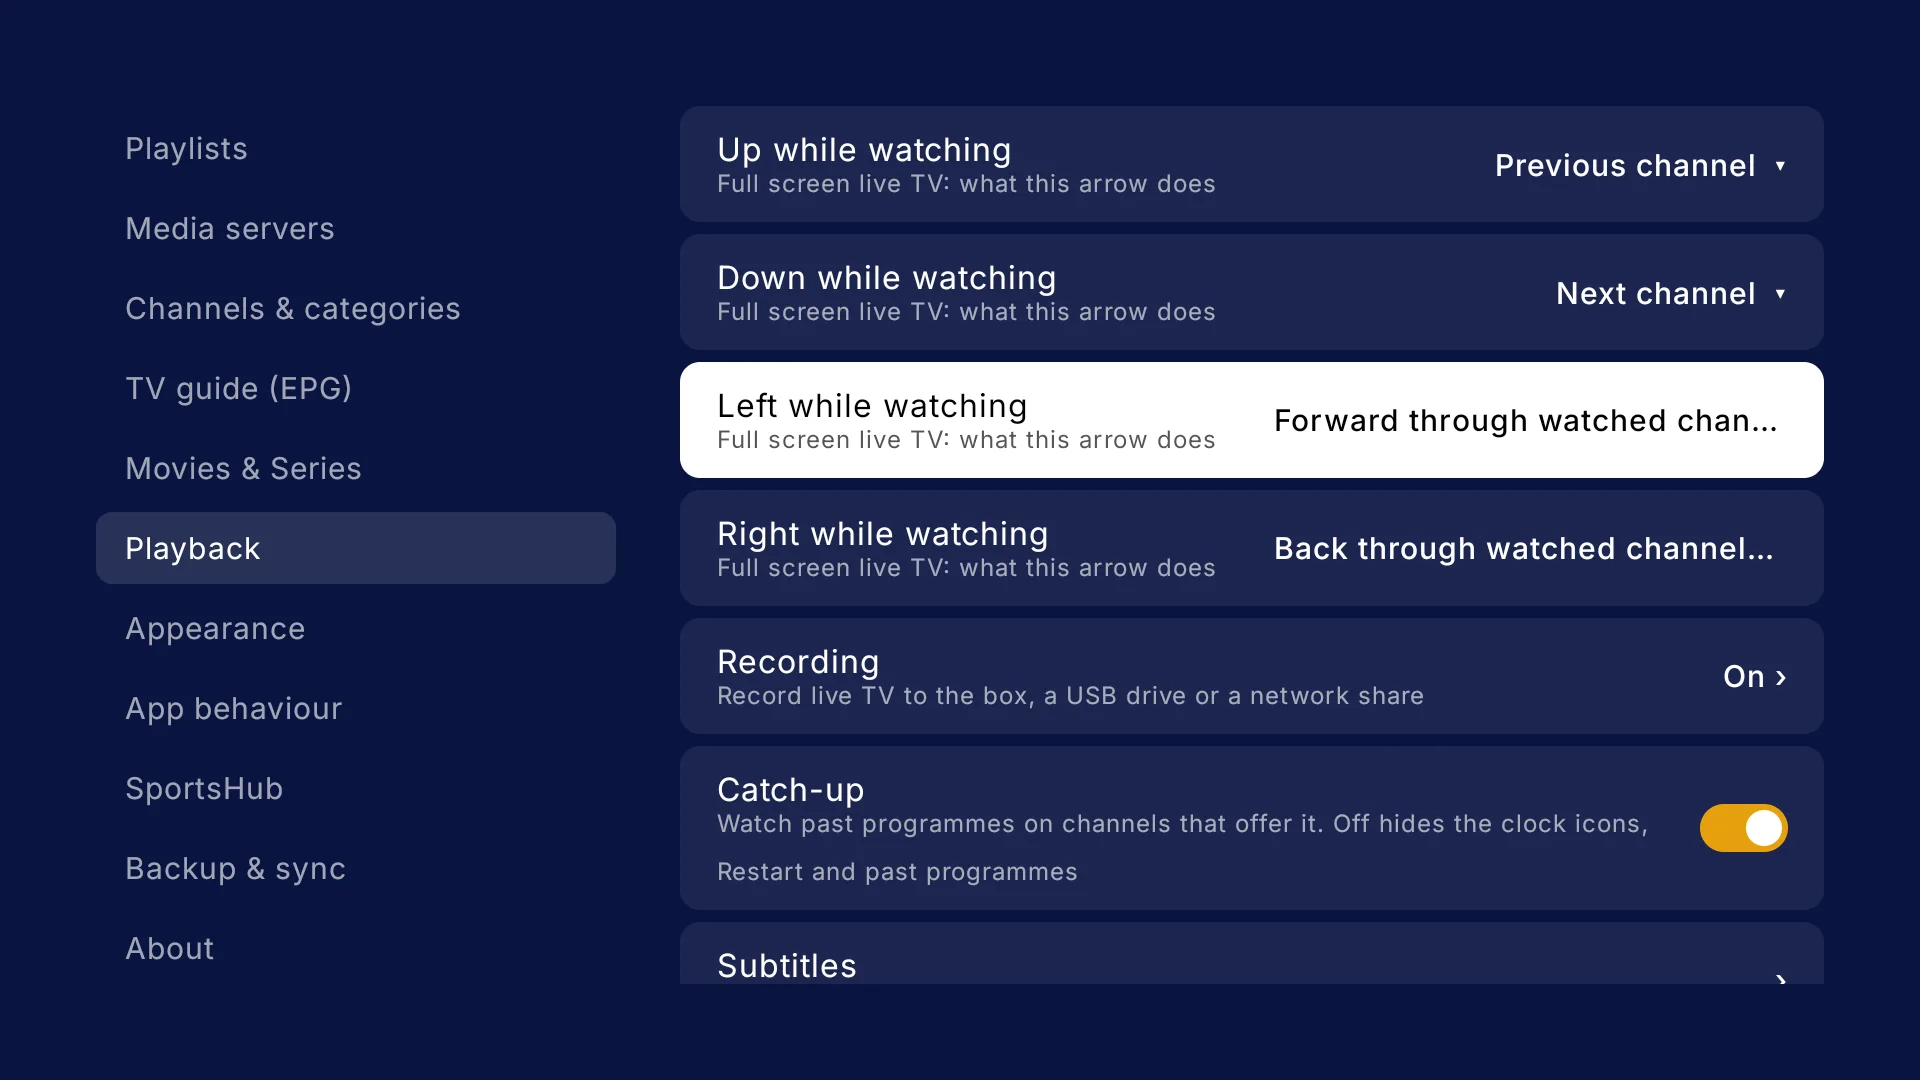 Playlists
Media servers
Channels & categories
TV guide (EPG)
Movies & Series
Playback
Appearance
App behaviour
SportsHub
Backup & sync
About
Up while watching
Full screen live TV: what this arrow does
Previous channel ▾
Down while watching
Full screen live TV: what this arrow does
Next channel ▾
Left while watching
Full screen live TV: what this arrow does
Forward through watched chan...
Right while watching
Full screen live TV: what this arrow does
Back through watched channel...
Recording
Record live TV to the box, a USB drive or a network share
On ›
Catch-up
Watch past programmes on channels that offer it. Off hides the clock icons,
Restart and past programmes
Subtitles
›